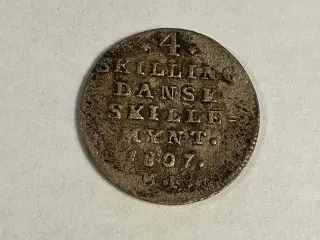 . 4 .
SKILLING
DANSK
SKILLE=
MYNT.
1807.
M.F.